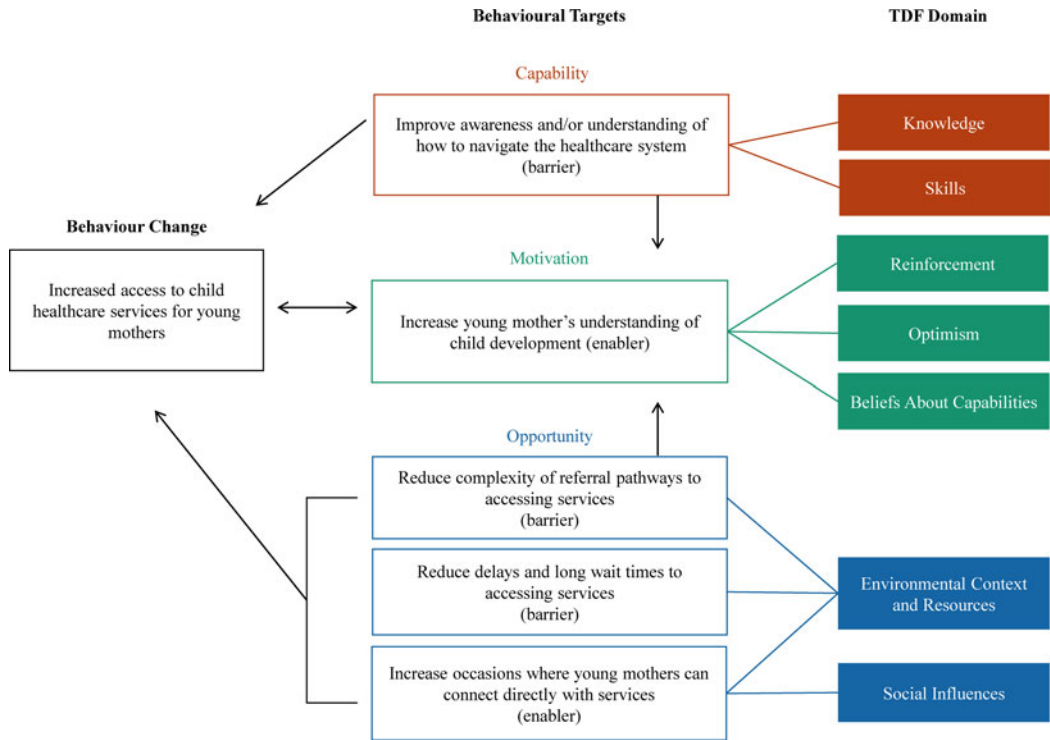 Behavioural Targets
TDF Domain
Capability
Improve awareness and/or understanding of
how to navigate the healthcare system
(barrier)
Knowledge
Skills
Behaviour Change
Increased access to child
healthcare services for young
mothers
Motivation
Increase young mother's understanding of
child development (enabler)
Reinforcement
Optimism
Beliefs About Capabilities
Opportunity
Reduce complexity of referral pathways to
accessing services
(barrier)
Reduce delays and long wait times to
accessing services
(barrier)
Increase occasions where young mothers can
connect directly with services
(enabler)
Environmental Context
and Resources
Social Influences